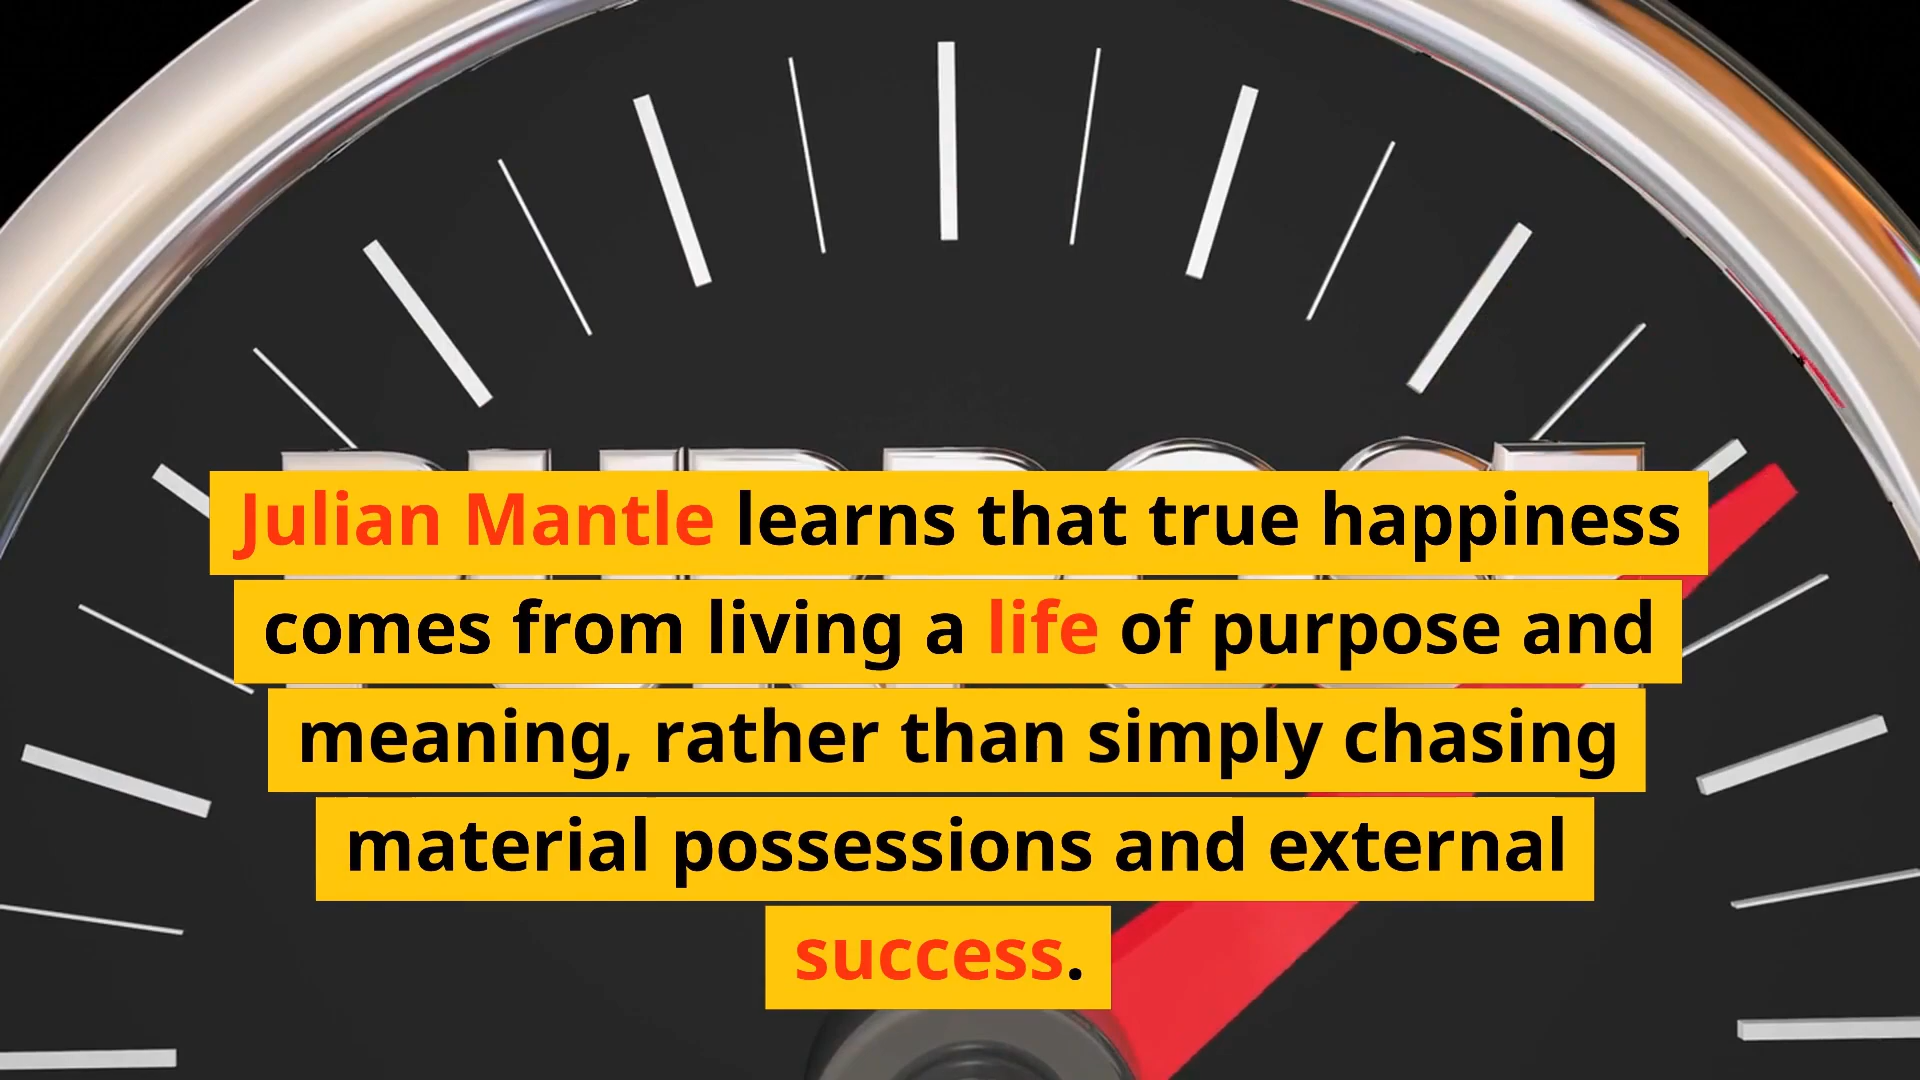 PURPOSE
Julian Mantle learns that true happiness
comes from living a life of purpose and
meaning, rather than simply chasing
material possessions and external
success.